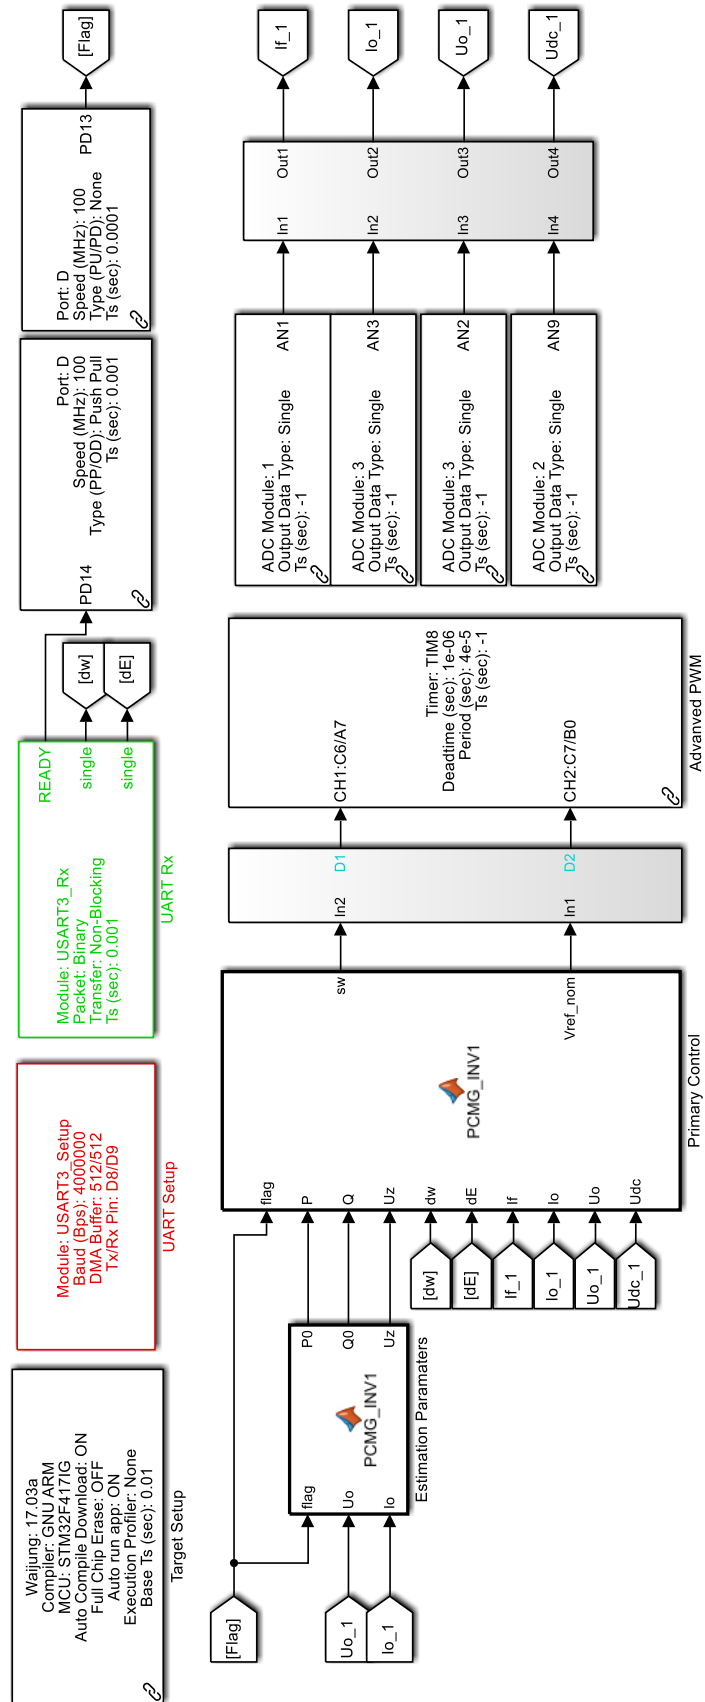 Waijung: 17.03a
Compiler: GNU ARM
MCU: STM32F417IG
Auto Compile Download: ON
Full Chip Erase: OFF
Auto run app: ON
Execution Profiler: None
Base Ts (sec): 0.01
Target Setup
Module: USART3_Setup
Baud (Bps): 4000000
DMA Buffer: 512/512
Tx/Rx Pin: D8/D9
UART Setup
Module: USART3_Rx
Packet: Binary
Transfer: Non-Blocking
Ts (sec): 0.001
READY
single
single
UART Rx
[dw]
[dE]
PD14
Port: D
Speed (MHz): 100
Type (PP/OD): Push Pull
Ts (sec): 0.001
Port: D
Speed (MHz): 100
Type (PU/PD): None
Ts (sec): 0.0001
PD13
[Flag]
[Flag]
Uo_1
Io_1
flag
Uo
Io
PCMG_INV1
P0
Q0
Uz
Estimation Paramaters
[dw]
[dE]
If_1
Io_1
Uo_1
Udc_1
flag
P
Q
Uz
dw
dE
If
Io
Uo
Udc
PCMG_INV1
sw
Vref_nom
Primary Control
In2
D1
In1
D2
CH1:C6/A7
CH2:C7/B0
Timer: TIM8
Deadtime (sec): 1e-06
Period (sec): 4e-5
Ts (sec): -1
Advanved PWM
ADC Module: 1
Output Data Type: Single
Ts (sec): -1
AN1
ADC Module: 3
Output Data Type: Single
Ts (sec): -1
AN3
ADC Module: 3
Output Data Type: Single
Ts (sec): -1
AN2
ADC Module: 2
Output Data Type: Single
Ts (sec): -1
AN9
In1
Out1
In2
Out2
In3
Out3
In4
Out4
If_1
Io_1
Uo_1
Udc_1